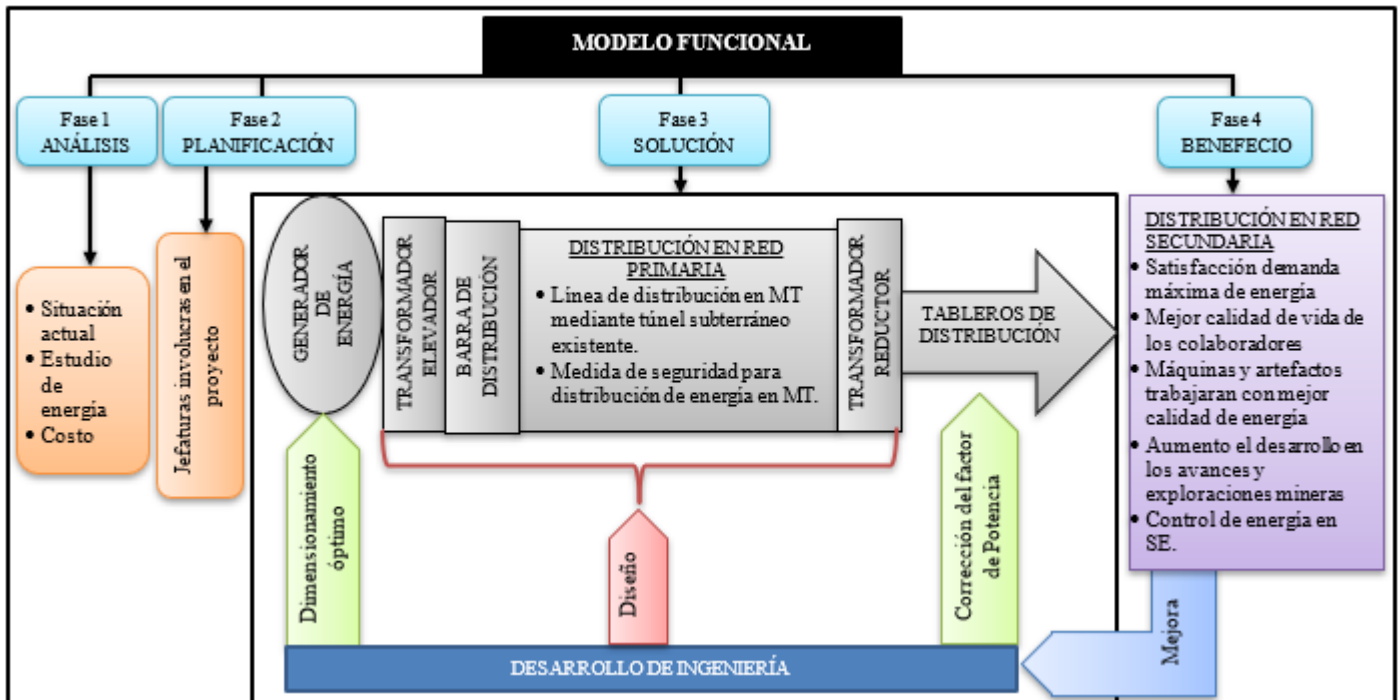 MODELO FUNCIONAL
Fase 1
ANÁLISIS
Fase 2
PLANIFICACIÓN
Fase 3
SOLUCIÓN
Fase 4
BENEFECIO
• Situación
actual
• Estudio
de
energía
• Costo
Jefaturas involucras en el
proyecto
GENERADOR
DE
ENERGÍA
TRANSFORMADOR
ELEVADOR
BARRA DE
DISTRIBUCIÓN
DISTRIBUCIÓN EN RED
PRIMARIA
• Línea de distribución en MT
mediante túnel subterráneo
existente.
• Medida de seguridad para
distribución de energía en MT.
TRANSFORMADOR
REDUCTOR
TABLEROS DE
DISTRIBUCIÓN
DISTRIBUCIÓN EN RED
SECUNDARIA
• Satisfacción demanda
máxima de energía
• Mejor calidad de vida de
los colaboradores
• Máquinas y artefactos
trabajaran con mejor
calidad de energía
• Aumento el desarrollo en
los avances y
exploraciones mineras
• Control de energía en
SE.
Dimensionamiento
óptimo
Diseño
Corrección del factor
de Potencia
Mejora
DESARROLLO DE INGENIERÍA